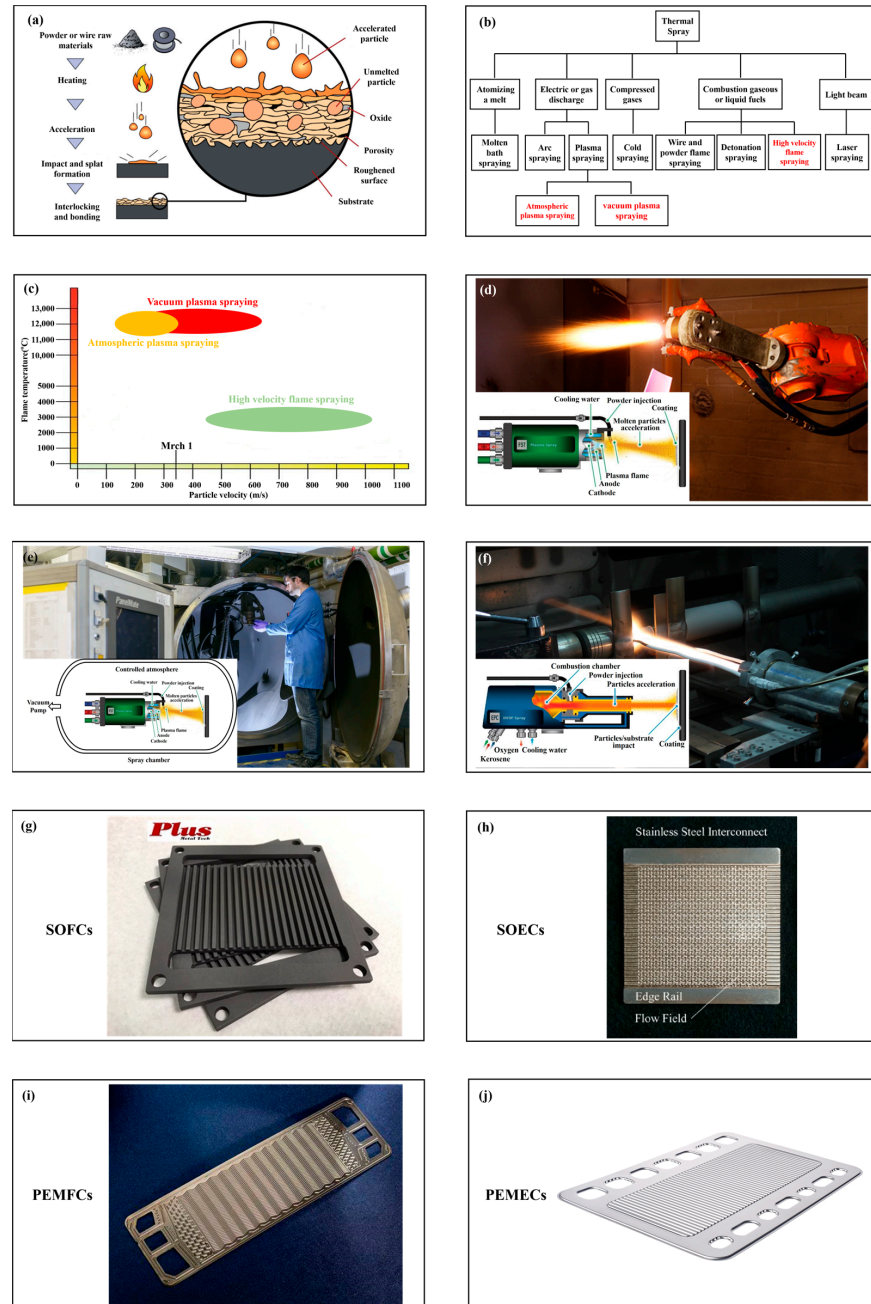 (a)
Powder or wire raw
materials
Heating
Acceleration
Impact and splat
formation
Interlocking
and bonding
Accelerated
particle
Unmelted
particle
Oxide
Porosity
Roughened
surface
Substrate
(b)
Thermal
Spray
Atomizing
a melt
Electric or gas
discharge
Compressed
gases
Combustion gaseous
or liquid fuels
Light beam
Molten
bath
spraying
Arc
spraying
Plasma
spraying
Cold
spraying
Wire and
powder flame
spraying
Detonation
spraying
High velocity
flame
spraying
Laser
spraying
Atmospheric
plasma spraying
vacuum plasma
spraying
(c)
Flame temperature(°C)
13,000
12,000
11,000
10,000
5000
4000
3000
2000
1000
0
Vacuum plasma spraying
Atmospheric plasma spraying
High velocity flame spraying
Mrch 1
0 100 200 300 400 500 600 700 800 900 1000 1100
Particle velocity (m/s)
(d)
Cooling water
Powder injection
Coating
Molten particles
acceleration
Plasma flame
Anode
Cathode
(e)
PanelMate
Controlled atmosphere
Vacuum
Pump
Cooling water
Powder injection
Coating
Molten particles
acceleration
Plasma flame
Anode
Cathode
Spray chamber
(f)
Combustion chamber
Powder injection
Particles acceleration
Oxygen
Cooling water
Kerosene
Particles/substrate
impact
Coating
(g)
Plus
Metal Tech
SOFCs
(h)
Stainless Steel Interconnect
SOECs
Edge Rail
Flow Field
(i)
PEMFCs
(j)
PEMECs